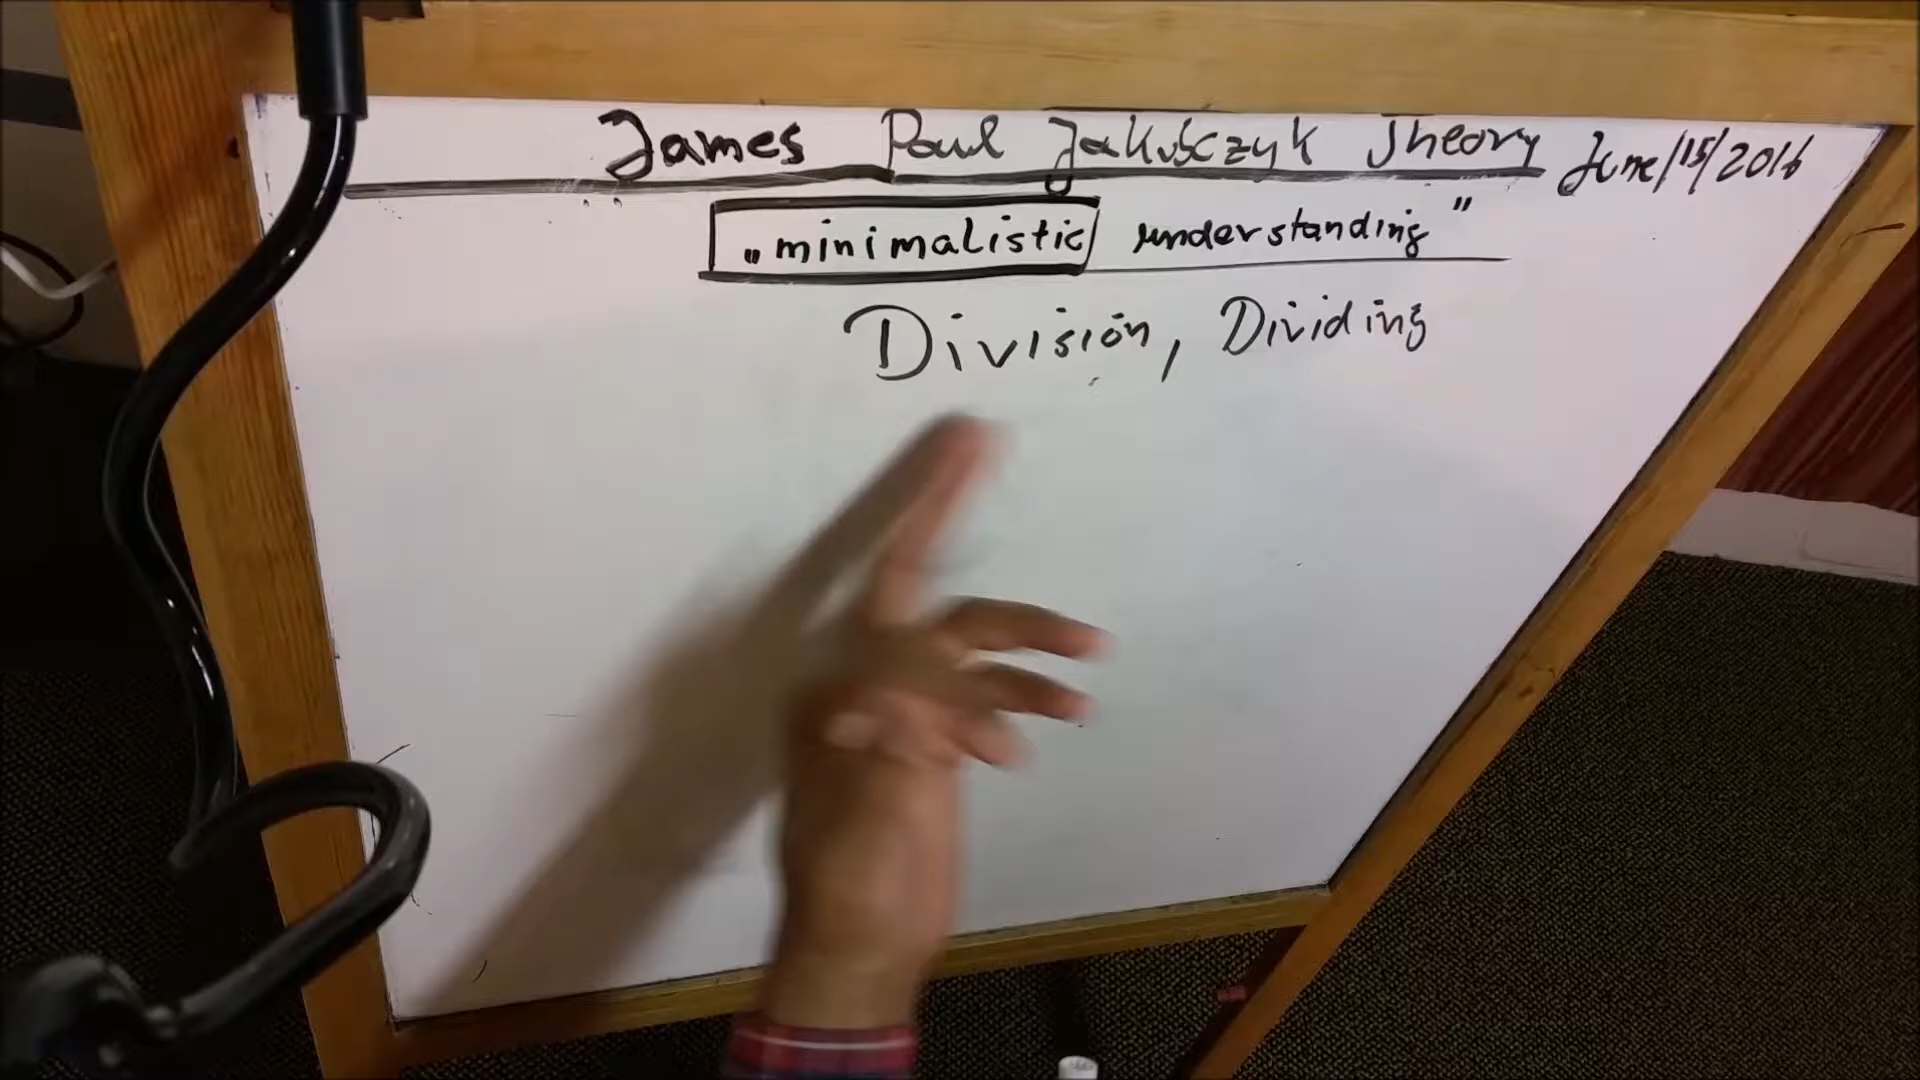 James Paul Jakubczyk Theory June/15/2016
„minimalistic understanding"
Division, Dividing